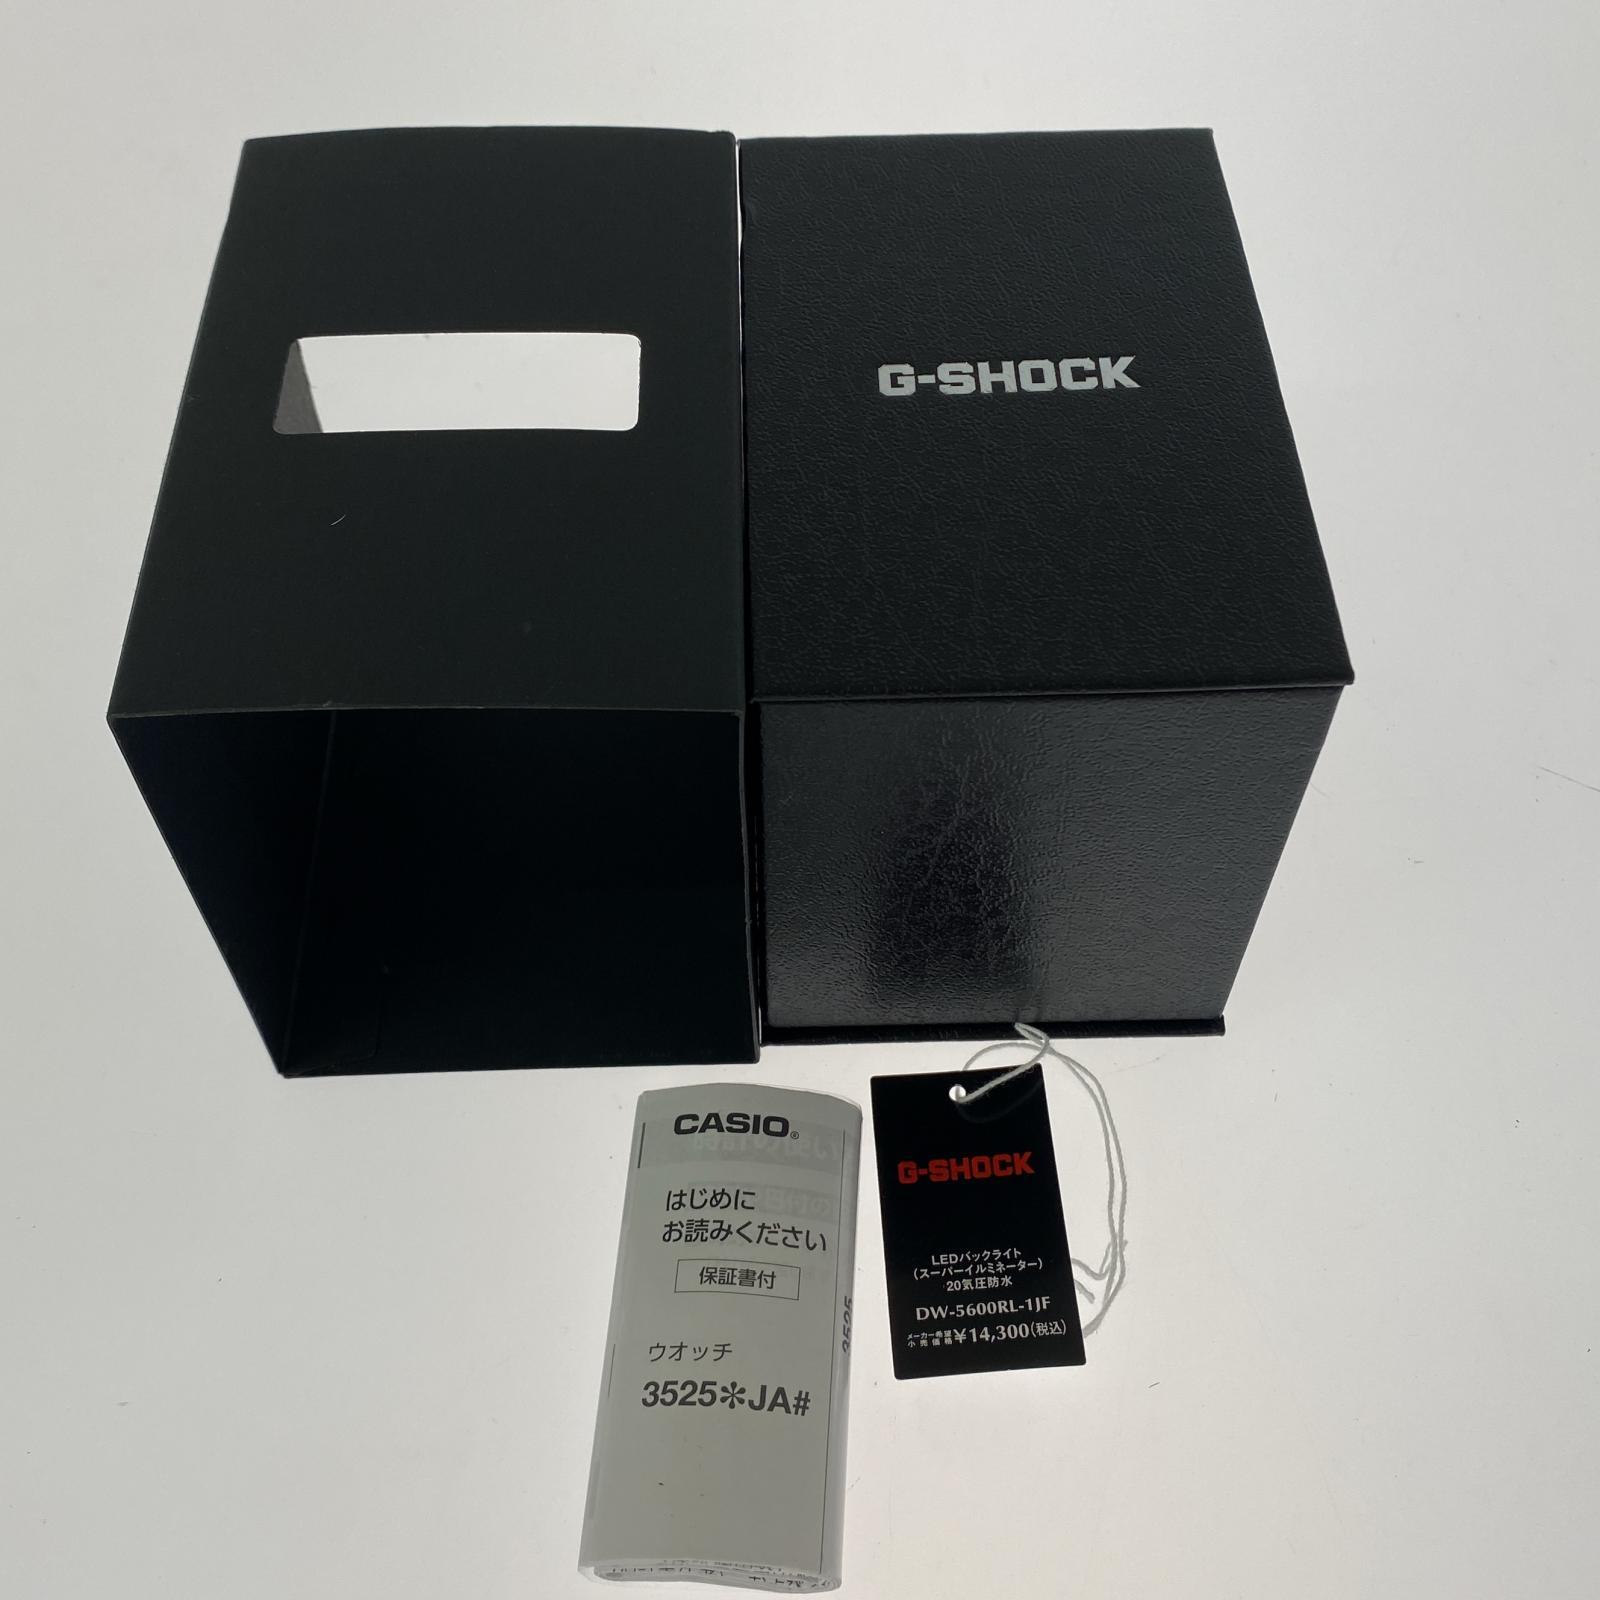 G-SHOCK
CASIO®
はじめに
お読みください
保証書付
ウオッチ
3525✻JA#
3525
G-SHOCK
LEDバックライト
(スーパーイルミネーター)
20気圧防水
DW-5600RL-1JF
メーカー希望
小売価格 ¥14,300(税込)